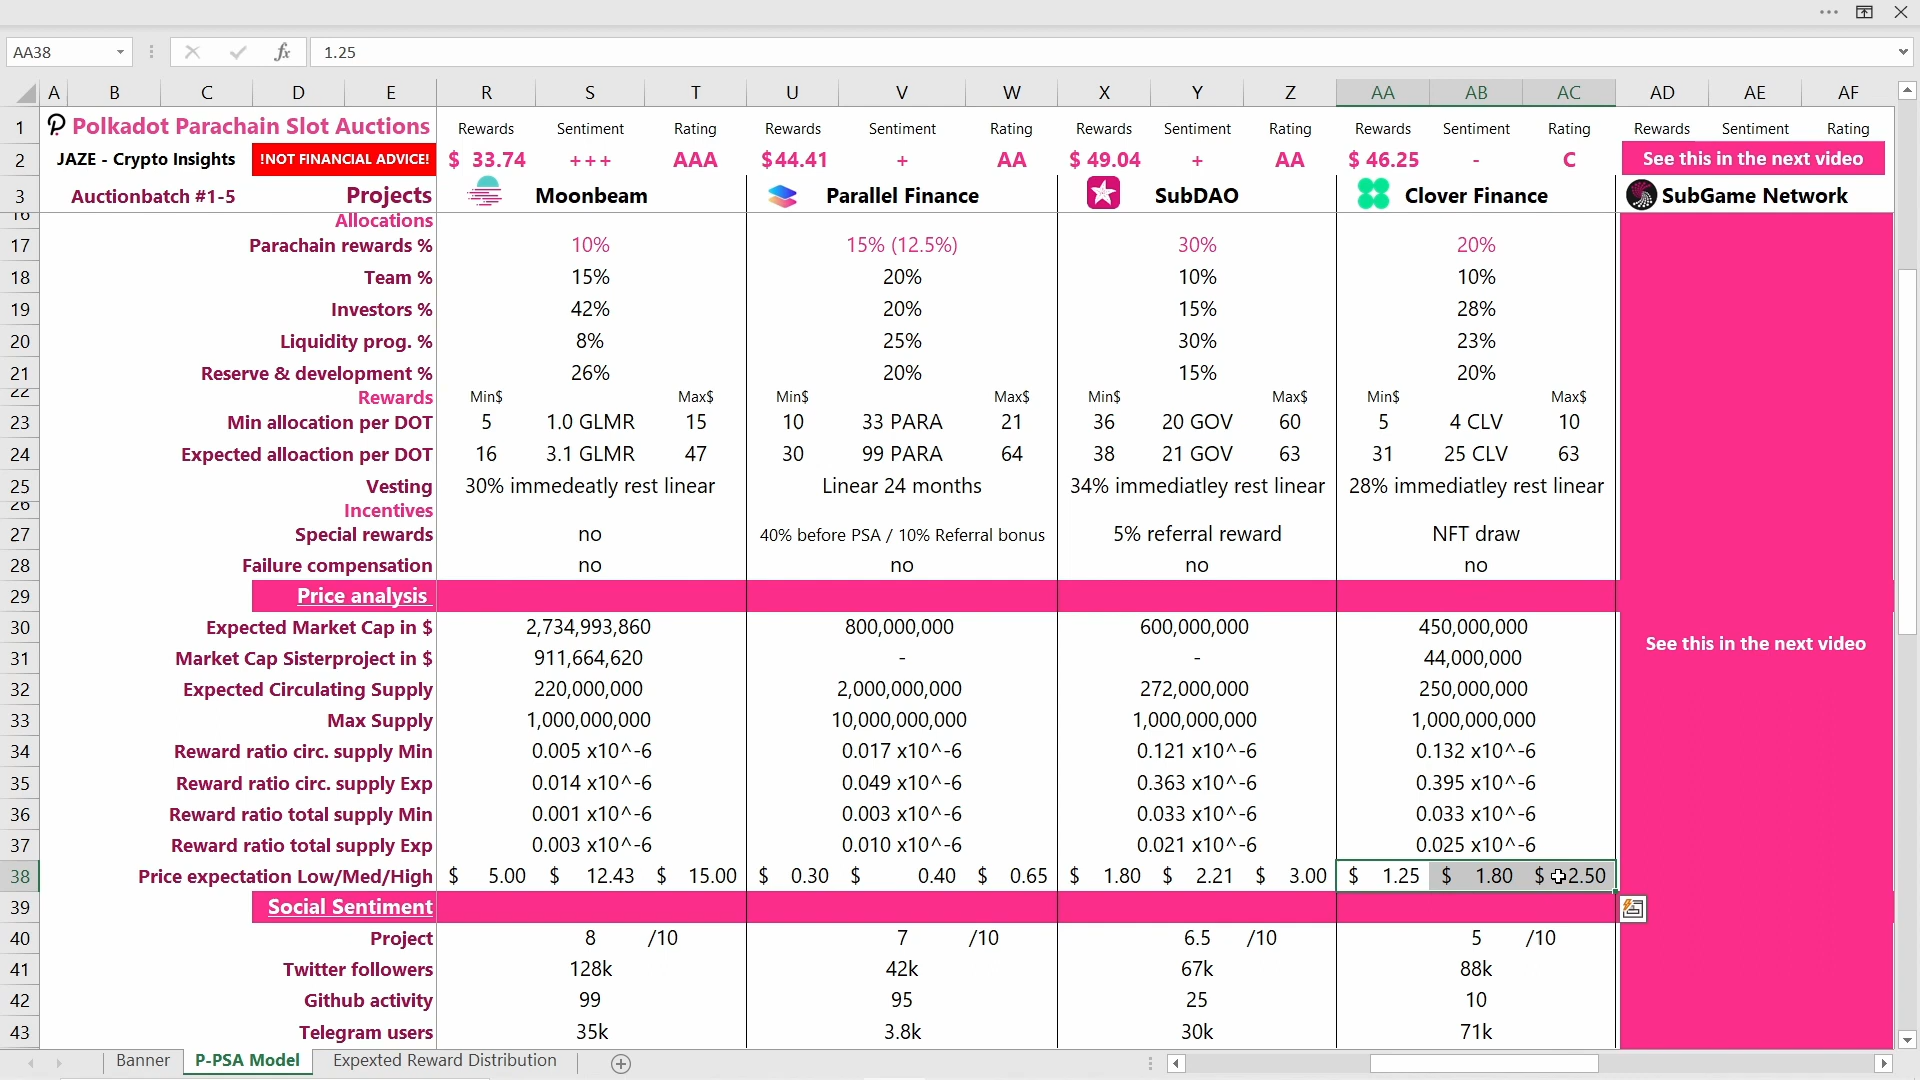 AA38 fx 1.25
A B C D E R S T U V W X Y Z AA AB AC AD AE AF
1 Polkadot Parachain Slot Auctions Rewards Sentiment Rating Rewards Sentiment Rating Rewards Sentiment Rating Rewards Sentiment Rating Rewards Sentiment Rating
2 JAZE - Crypto Insights !NOT FINANCIAL ADVICE! $ 33.74 +++ AAA $44.41 + AA $ 49.04 + AA $ 46.25 - C See this in the next video
3 Auctionbatch #1-5 Projects Moonbeam Parallel Finance SubDAO Clover Finance SubGame Network
16 Allocations
17 Parachain rewards % 10% 15% (12.5%) 30% 20%
18 Team % 15% 20% 10% 10%
19 Investors % 42% 20% 15% 28%
20 Liquidity prog. % 8% 25% 30% 23%
21 Reserve & development % 26% 20% 15% 20%
22 Rewards Min$ Max$ Min$ Max$ Min$ Max$ Min$ Max$
23 Min allocation per DOT 5 1.0 GLMR 15 10 33 PARA 21 36 20 GOV 60 5 4 CLV 10
24 Expected alloaction per DOT 16 3.1 GLMR 47 30 99 PARA 64 38 21 GOV 63 31 25 CLV 63
25 Vesting 30% immedeatly rest linear Linear 24 months 34% immediatley rest linear 28% immediatley rest linear
26 Incentives
27 Special rewards no 40% before PSA / 10% Referral bonus 5% referral reward NFT draw
28 Failure compensation no no no no
29 Price analysis
30 Expected Market Cap in $ 2,734,993,860 800,000,000 600,000,000 450,000,000 See this in the next video
31 Market Cap Sisterproject in $ 911,664,620 - - 44,000,000
32 Expected Circulating Supply 220,000,000 2,000,000,000 272,000,000 250,000,000
33 Max Supply 1,000,000,000 10,000,000,000 1,000,000,000 1,000,000,000
34 Reward ratio circ. supply Min 0.005 x10^-6 0.017 x10^-6 0.121 x10^-6 0.132 x10^-6
35 Reward ratio circ. supply Exp 0.014 x10^-6 0.049 x10^-6 0.363 x10^-6 0.395 x10^-6
36 Reward ratio total supply Min 0.001 x10^-6 0.003 x10^-6 0.033 x10^-6 0.033 x10^-6
37 Reward ratio total supply Exp 0.003 x10^-6 0.010 x10^-6 0.021 x10^-6 0.025 x10^-6
38 Price expectation Low/Med/High $ 5.00 $ 12.43 $ 15.00 $ 0.30 $ 0.40 $ 0.65 $ 1.80 $ 2.21 $ 3.00 $ 1.25 $ 1.80 $ 2.50
39 Social Sentiment
40 Project 8 /10 7 /10 6.5 /10 5 /10
41 Twitter followers 128k 42k 67k 88k
42 Github activity 99 95 25 10
43 Telegram users 35k 3.8k 30k 71k
Banner P-PSA Model Expexted Reward Distribution